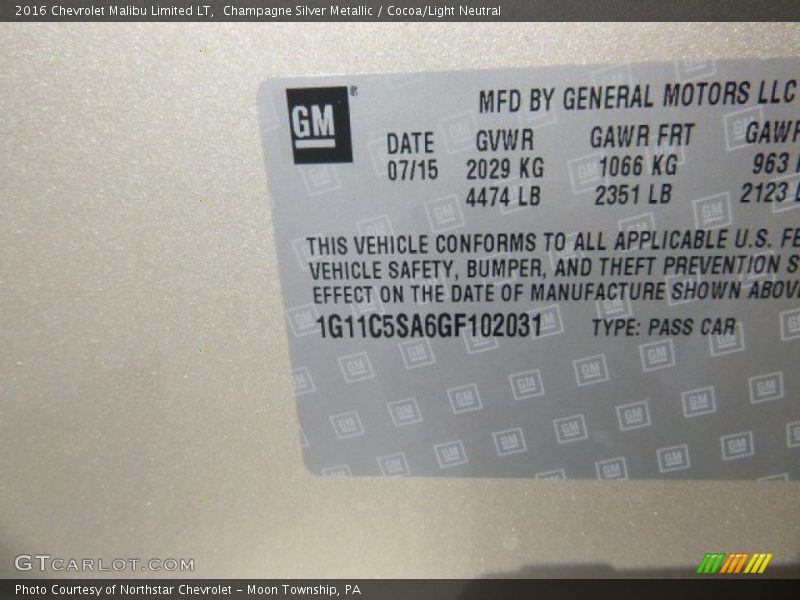 2016 Chevrolet Malibu Limited LT, Champagne Silver Metallic / Cocoa/Light Neutral
GM ® MFD BY GENERAL MOTORS LLC
DATE GVWR GAWR FRT GAWR
07/15 2029 KG 1066 KG 963
4474 LB 2351 LB 2123
THIS VEHICLE CONFORMS TO ALL APPLICABLE U.S.
VEHICLE SAFETY, BUMPER, AND THEFT PREVENTION
EFFECT ON THE DATE OF MANUFACTURE SHOWN ABOVE
1G11C5SA6GF102031 TYPE: PASS CAR
GTCARLOT.COM
Photo Courtesy of Northstar Chevrolet - Moon Township, PA